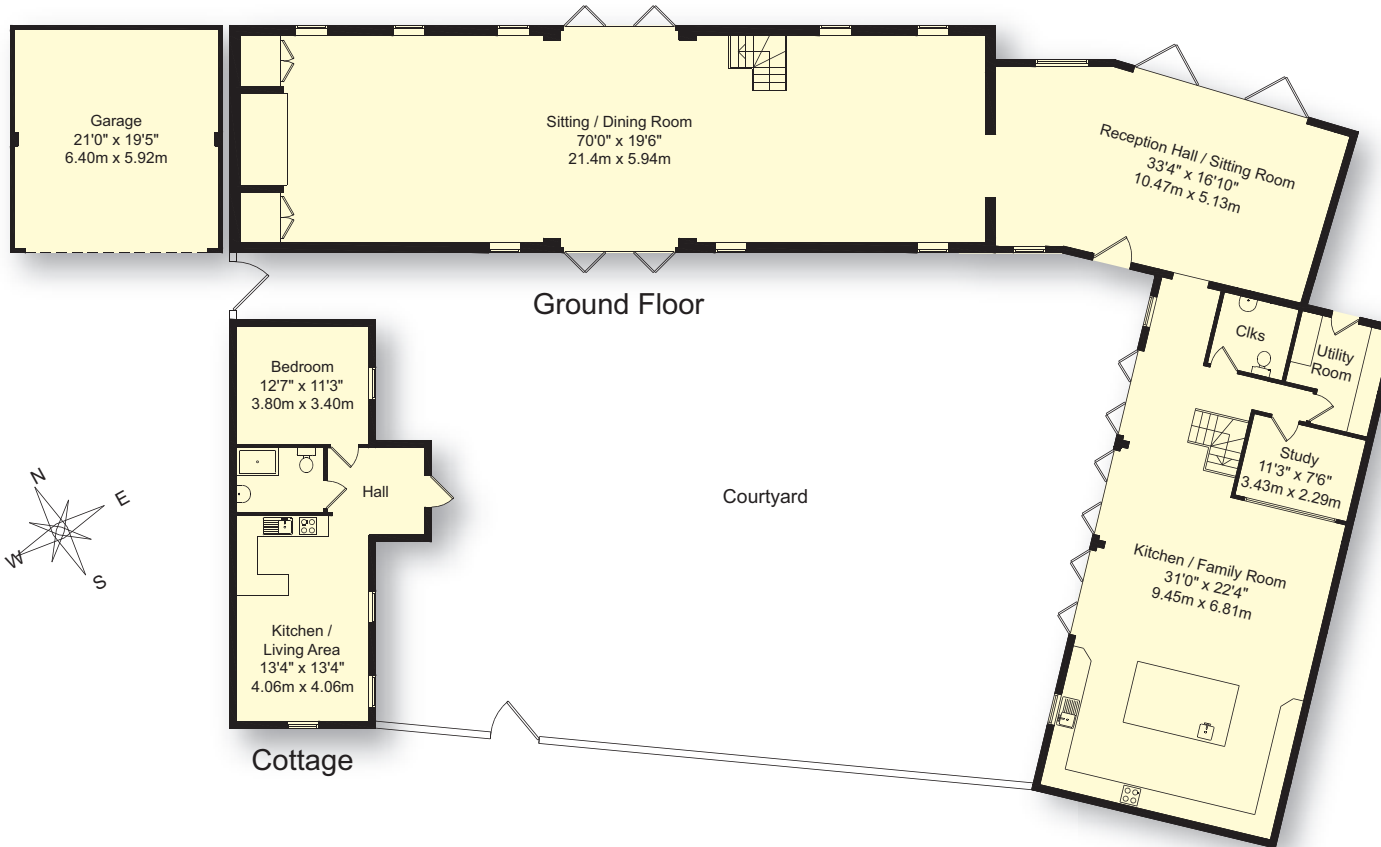 Garage
21'0" x 19'5"
6.40m x 5.92m
Sitting / Dining Room
70'0" x 19'6"
21.4m x 5.94m
Reception Hall / Sitting Room
33'4" x 16'10"
10.47m x 5.13m
Ground Floor
Clks
Utility
Room
Bedroom
12'7" x 11'3"
3.80m x 3.40m
Study
11'3" x 7'6"
3.43m x 2.29m
Hall
Courtyard
N
E
W
S
Kitchen / Family Room
31'0" x 22'4"
9.45m x 6.81m
Kitchen /
Living Area
13'4" x 13'4"
4.06m x 4.06m
Cottage